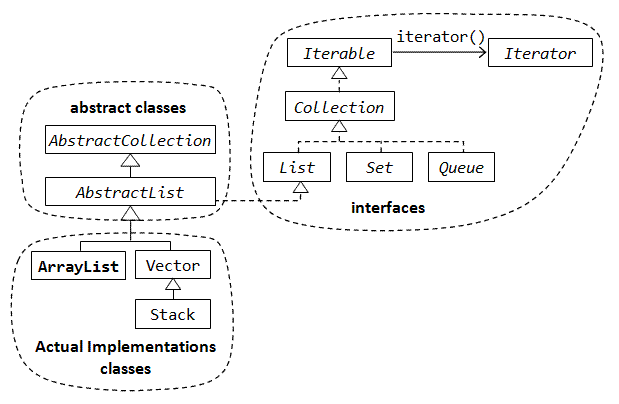 Iterable
iterator()
Iterator
Collection
List
Set
Queue
interfaces
abstract classes
AbstractCollection
AbstractList
ArrayList
Vector
Stack
Actual Implementations
classes